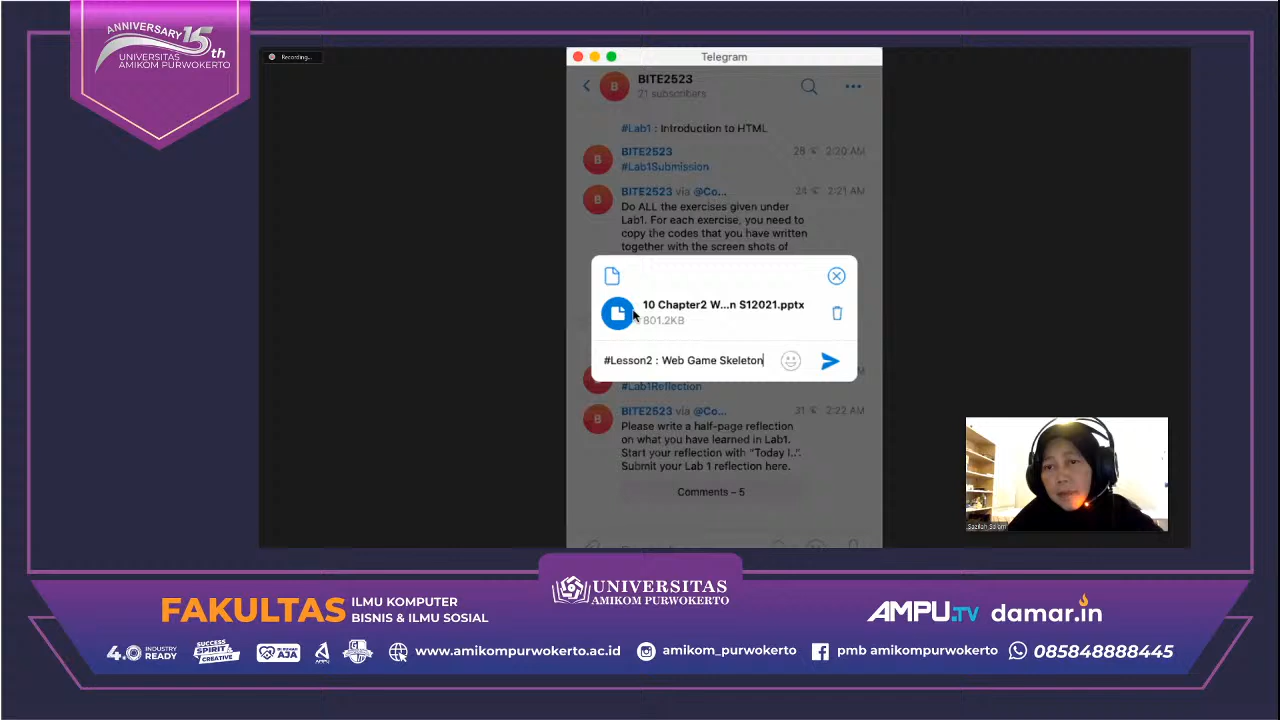 ANNIVERSARY 15th
UNIVERSITAS
AMIKOM PURWOKERTO
Recording...
Telegram
B
BITE2523
21 subscribers
#Lab1 : Introduction to HTML
B
BITE2523
28
2:20 AM
#Lab1Submission
B
BITE2523 via @Co...
24
2:21 AM
Do ALL the exercises given under
Lab1. For each exercise, you need to
copy the codes that you have written
together with the screen shots of
10 Chapter2 W...n S12021.pptx
801.2KB
#Lesson2 : Web Game Skeleton
#Lab1Reflection
B
BITE2523 via @Co...
31
2:22 AM
Please write a half-page reflection
on what you have learned in Lab1.
Start your reflection with "Today I..".
Submit your Lab 1 reflection here.
Comments – 5
Sazilah Salam
UNIVERSITAS
AMIKOM PURWOKERTO
FAKULTAS
ILMU KOMPUTER
BISNIS & ILMU SOSIAL
AMPU.TV
damar.in
4.0 INDUSTRY
READY
SUCCESS
SPIRIT
CREATIVE
AJA
www.amikompurwokerto.ac.id
amikom_purwokerto
pmb amikompurwokerto
085848888445